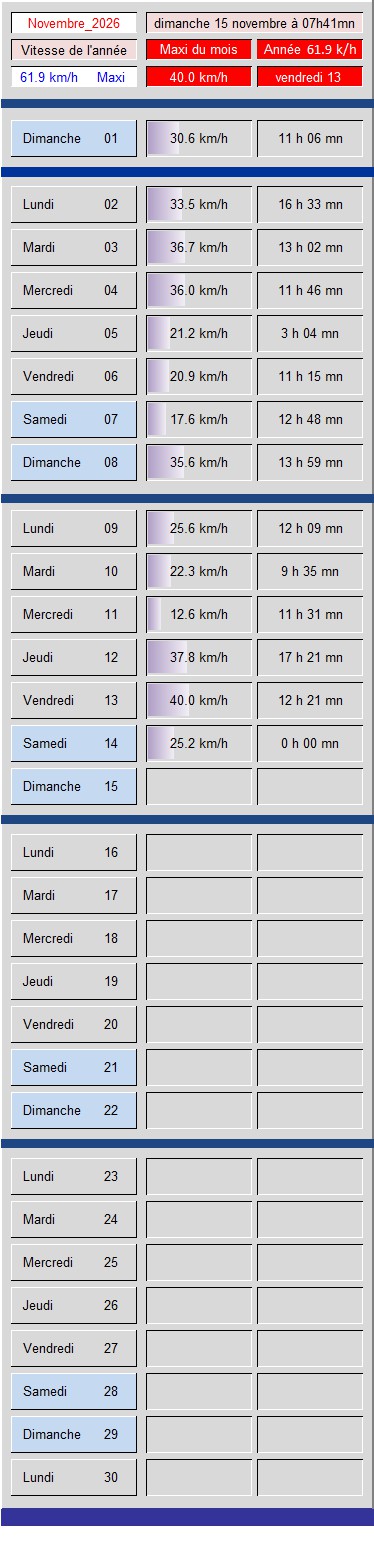 Novembre_2026 dimanche 15 novembre à 07h41mn
Vitesse de l'année Maxi du mois Année 61.9 k/h
61.9 km/h Maxi 40.0 km/h vendredi 13
Dimanche 01 30.6 km/h 11 h 06 mn
Lundi 02 33.5 km/h 16 h 33 mn
Mardi 03 36.7 km/h 13 h 02 mn
Mercredi 04 36.0 km/h 11 h 46 mn
Jeudi 05 21.2 km/h 3 h 04 mn
Vendredi 06 20.9 km/h 11 h 15 mn
Samedi 07 17.6 km/h 12 h 48 mn
Dimanche 08 35.6 km/h 13 h 59 mn
Lundi 09 25.6 km/h 12 h 09 mn
Mardi 10 22.3 km/h 9 h 35 mn
Mercredi 11 12.6 km/h 11 h 31 mn
Jeudi 12 37.8 km/h 17 h 21 mn
Vendredi 13 40.0 km/h 12 h 21 mn
Samedi 14 25.2 km/h 0 h 00 mn
Dimanche 15
Lundi 16
Mardi 17
Mercredi 18
Jeudi 19
Vendredi 20
Samedi 21
Dimanche 22
Lundi 23
Mardi 24
Mercredi 25
Jeudi 26
Vendredi 27
Samedi 28
Dimanche 29
Lundi 30